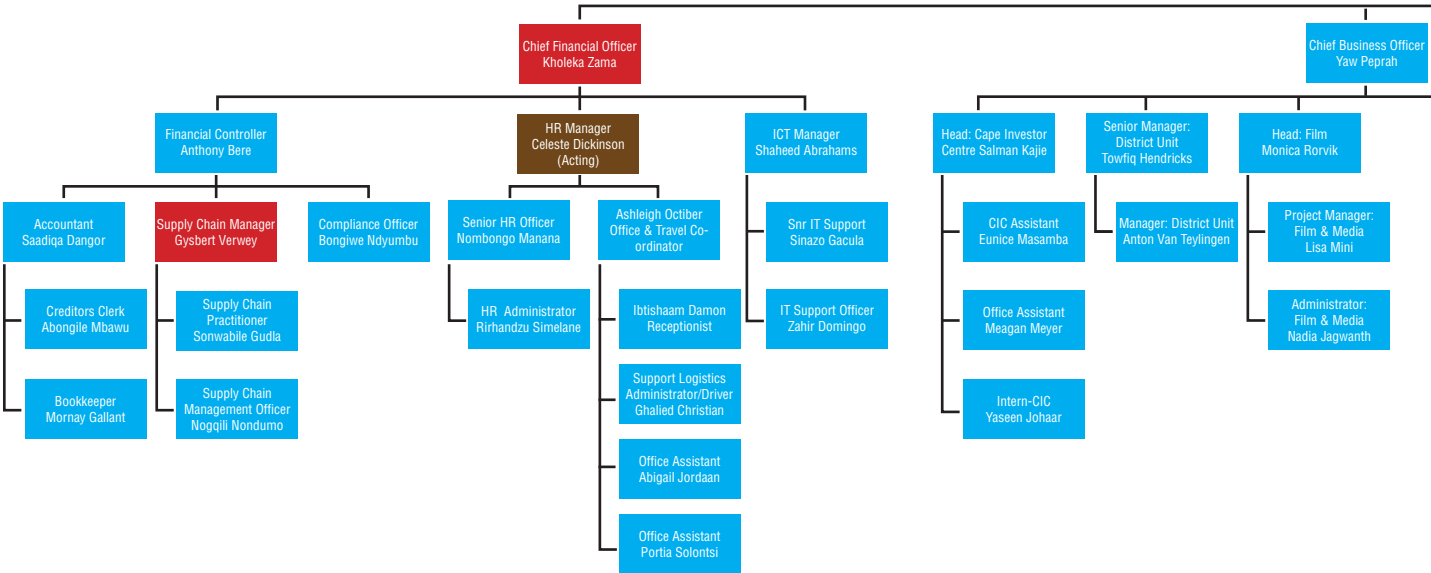 Chief Financial Officer
Kholeka Zama
Chief Business Officer
Yaw Peprah
Financial Controller
Anthony Bere
HR Manager
Celeste Dickinson
(Acting)
ICT Manager
Shaheed Abrahams
Head: Cape Investor
Centre Salman Kajie
Senior Manager:
District Unit
Towfiq Hendricks
Head: Film
Monica Rorvik
Accountant
Saadiqa Dangor
Supply Chain Manager
Gysbert Verwey
Compliance Officer
Bongiwe Ndyumbu
Senior HR Officer
Nombongo Manana
Ashleigh Octiber
Office & Travel Co-
ordinator
Snr IT Support
Sinazo Gacula
CIC Assistant
Eunice Masamba
Manager: District Unit
Anton Van Teylingen
Project Manager:
Film & Media
Lisa Mini
Creditors Clerk
Abongile Mbawu
Supply Chain
Practitioner
Sonwabile Gudla
HR Administrator
Rirhandzu Simelane
Ibtishaam Damon
Receptionist
IT Support Officer
Zahir Domingo
Office Assistant
Meagan Meyer
Administrator:
Film & Media
Nadia Jagwanth
Bookkeeper
Mornay Gallant
Supply Chain
Management Officer
Nogqili Nondumo
Support Logistics
Administrator/Driver
Ghalied Christian
Intern-CIC
Yaseen Johaar
Office Assistant
Abigail Jordaan
Office Assistant
Portia Solontsi